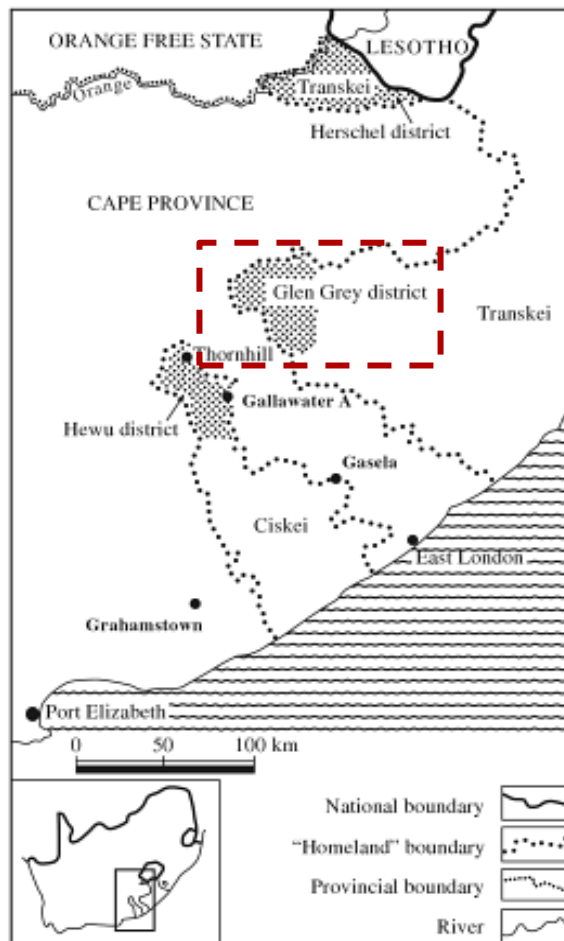 ORANGE FREE STATE
LESOTHO
Orange
Transkei
Herschel district
CAPE PROVINCE
Glen Grey district
Transkei
Thornhill
Gallawater A
Hewu district
Gasela
Ciskei
East London
Grahamstown
Port Elizabeth
0 50 100 km
National boundary
“Homeland” boundary
Provincial boundary
River